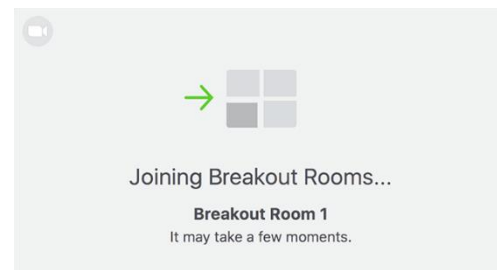 Joining Breakout Rooms...
Breakout Room 1
It may take a few moments.